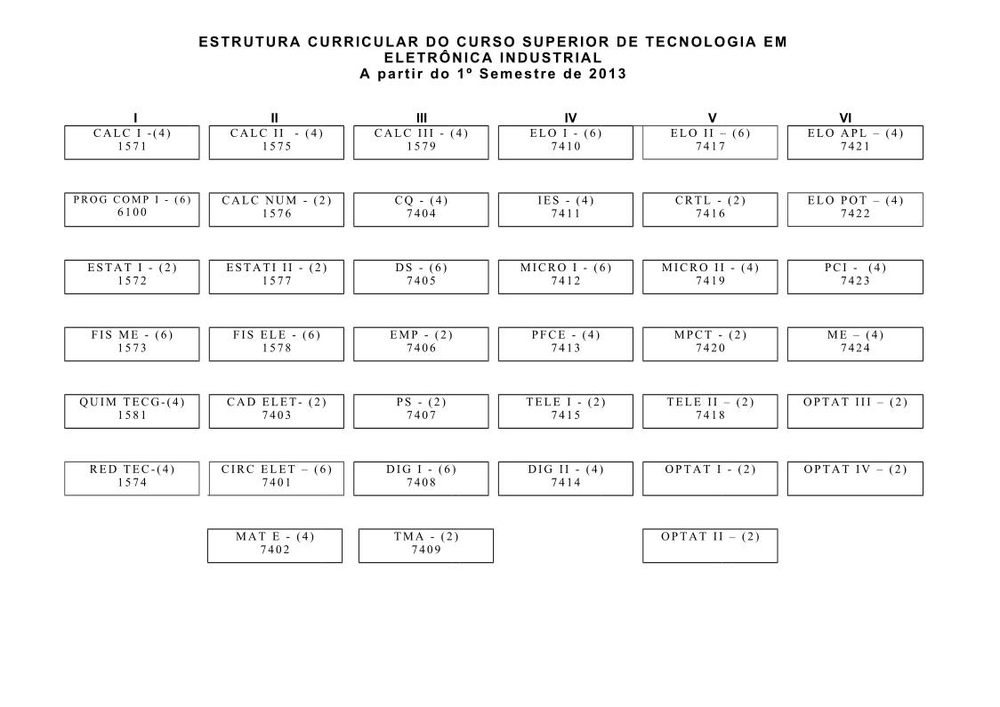 ESTRUTURA CURRICULAR DO CURSO SUPERIOR DE TECNOLOGIA EM
ELETRÔNICA INDUSTRIAL
A partir do 1º Semestre de 2013
I II III IV V VI
CALC I -(4) CALC II - (4) CALC III - (4) ELO I - (6) ELO II – (6) ELO APL – (4)
1571 1575 1579 7410 7417 7421
PROG COMP I - (6) CALC NUM - (2) CQ - (4) IES - (4) CRTL - (2) ELO POT – (4)
6100 1576 7404 7411 7416 7422
ESTAT I - (2) ESTATI II - (2) DS - (6) MICRO I - (6) MICRO II - (4) PCI - (4)
1572 1577 7405 7412 7419 7423
FIS ME - (6) FIS ELE - (6) EMP - (2) PFCE - (4) MPCT - (2) ME – (4)
1573 1578 7406 7413 7420 7424
QUIM TECG-(4) CAD ELET- (2) PS - (2) TELE I - (2) TELE II – (2) OPTAT III – (2)
1581 7403 7407 7415 7418
RED TEC-(4) CIRC ELET – (6) DIG I - (6) DIG II - (4) OPTAT I - (2) OPTAT IV – (2)
1574 7401 7408 7414
MAT E - (4) TMA - (2) OPTAT II – (2)
7402 7409